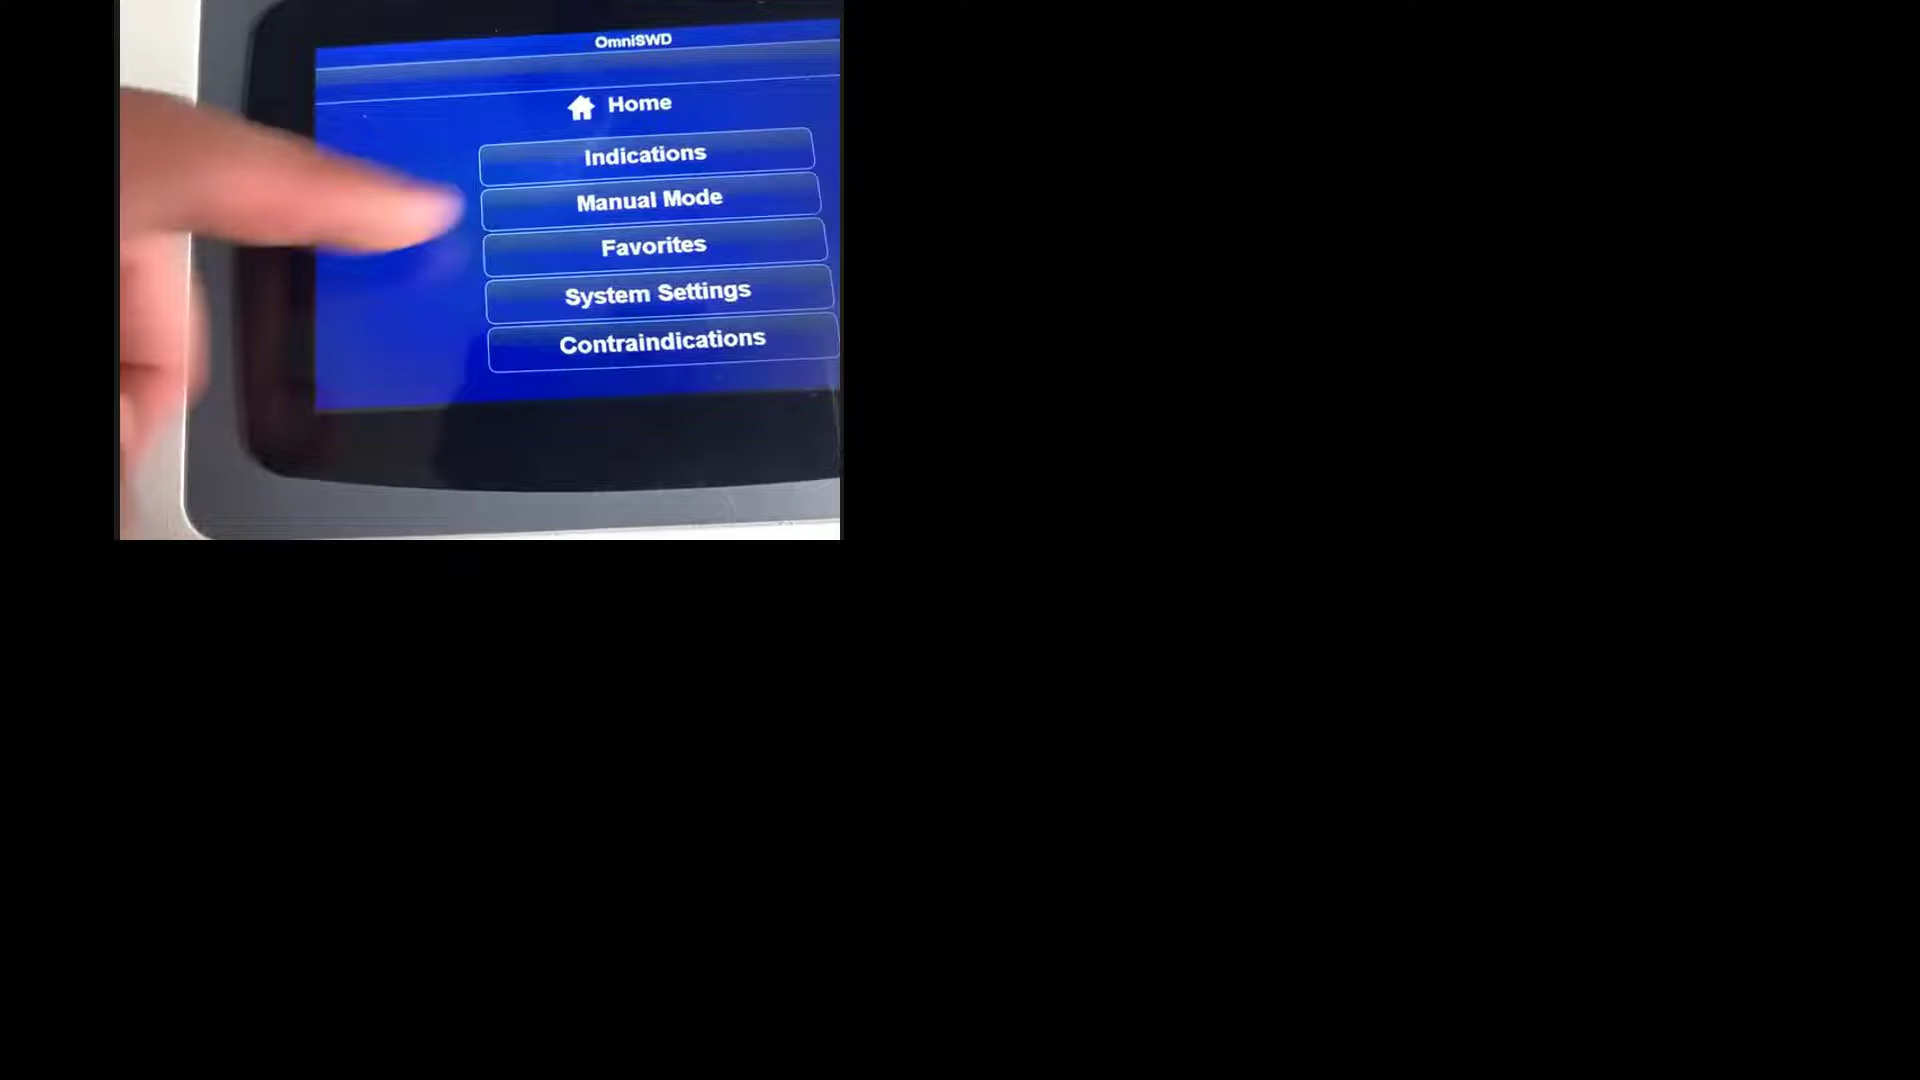 OmniSWD
Home
Indications
Manual Mode
Favorites
System Settings
Contraindications